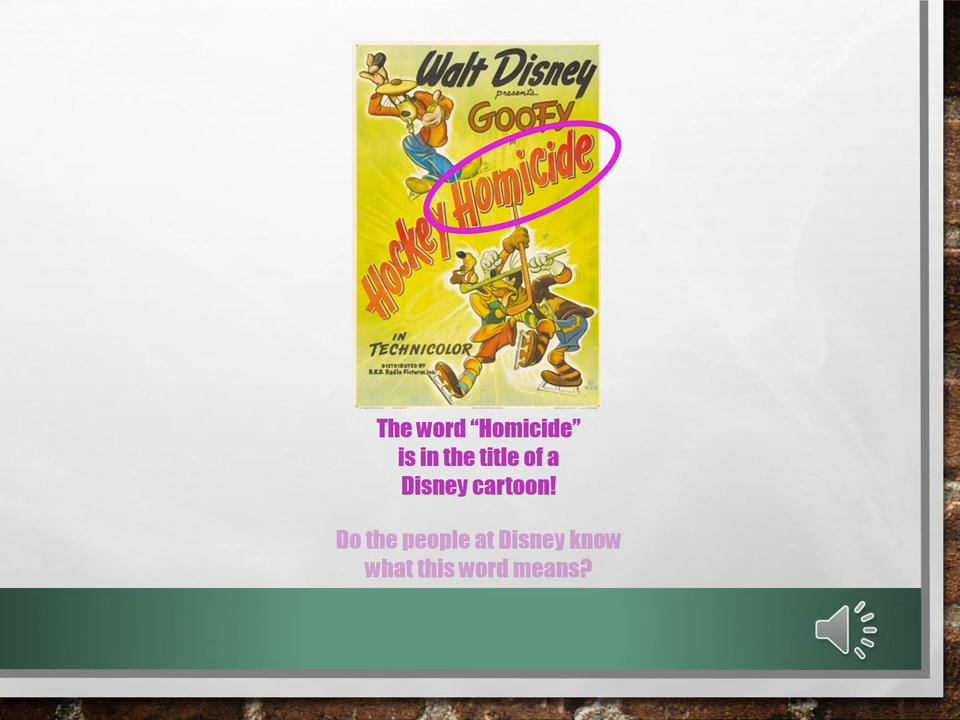 Walt Disney
presents
GOOFY
in
Hockey Homicide
IN
TECHNICOLOR
DISTRIBUTED BY
R.K.O. Radio Pictures, Inc.
The word “Homicide”
is in the title of a
Disney cartoon!
Do the people at Disney know
what this word means?